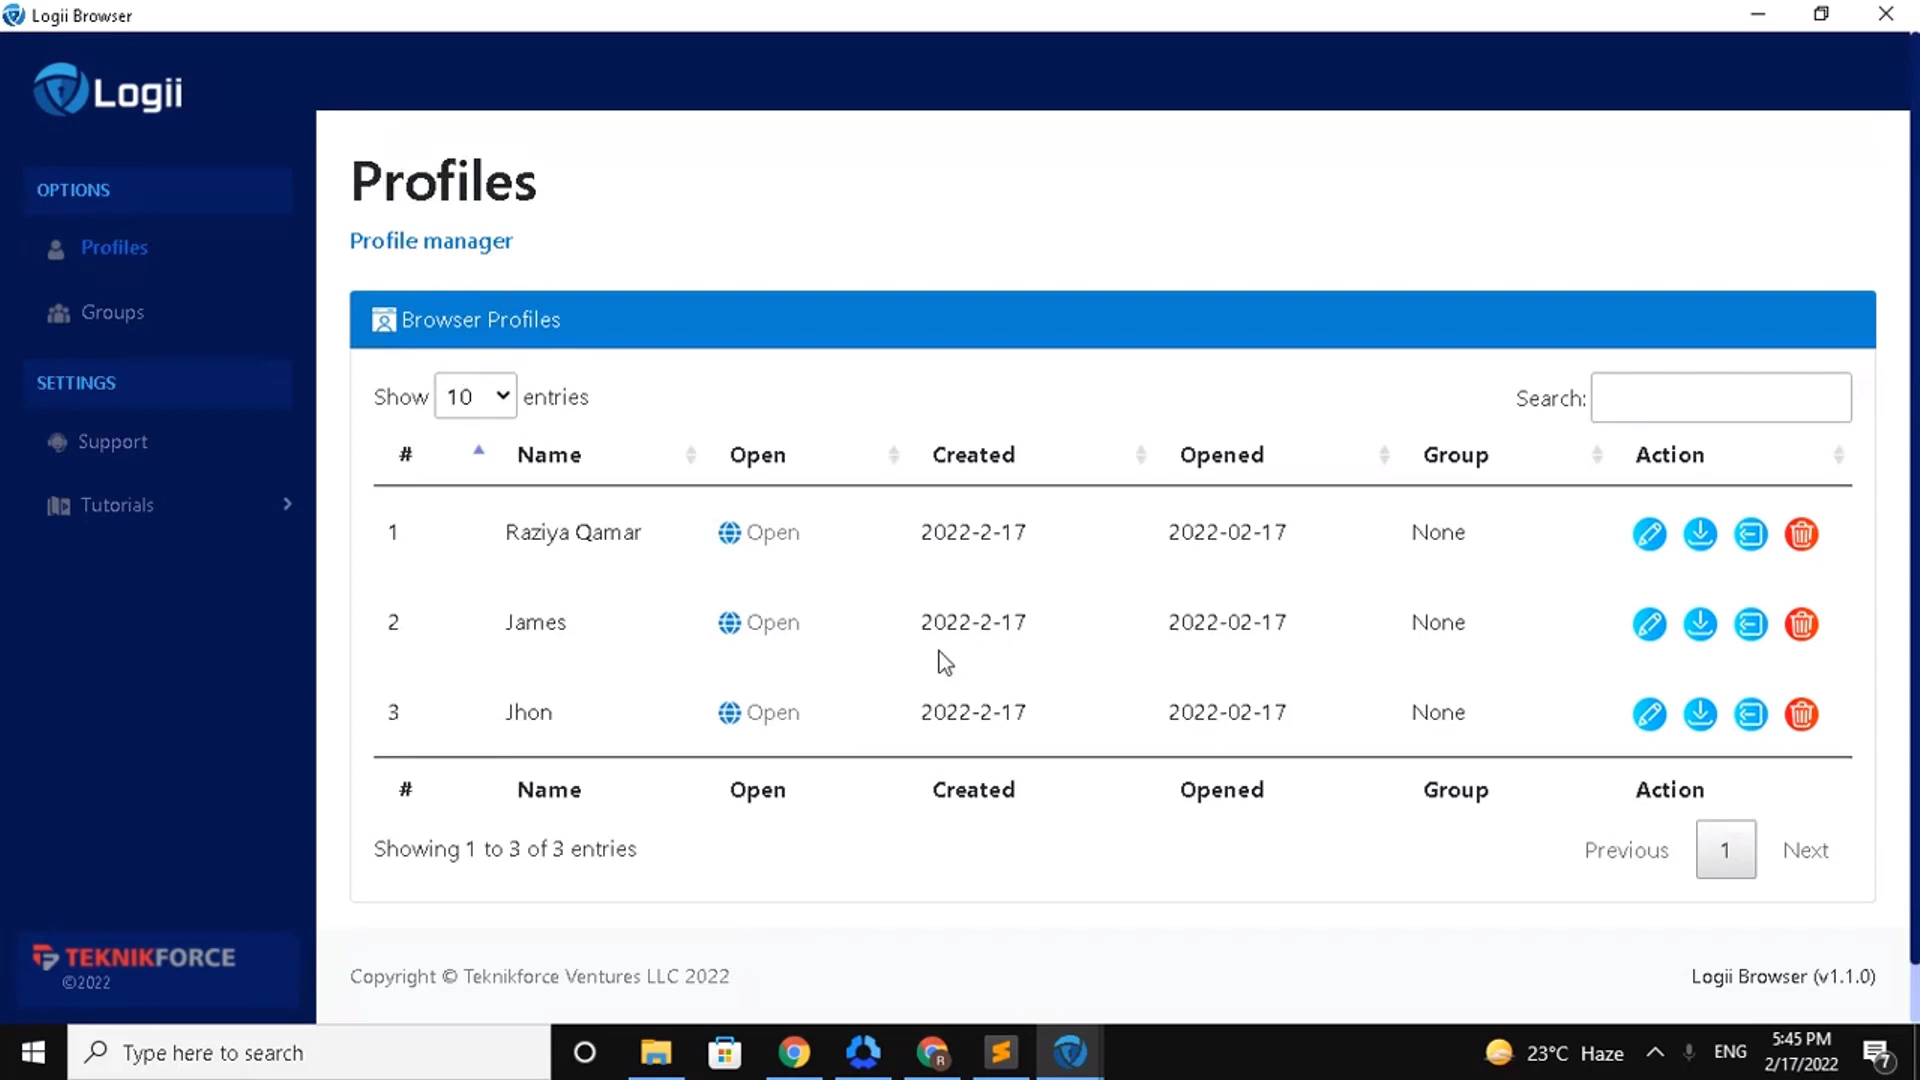 Logii Browser
Logii
OPTIONS
Profiles
Groups
SETTINGS
Support
Tutorials
TEKNIKFORCE
©2022
Profiles
Profile manager
Browser Profiles
Show 10 entries
Search:
# Name Open Created Opened Group Action
1 Raziya Qamar Open 2022-2-17 2022-02-17 None
2 James Open 2022-2-17 2022-02-17 None
3 Jhon Open 2022-2-17 2022-02-17 None
# Name Open Created Opened Group Action
Showing 1 to 3 of 3 entries
Previous 1 Next
Copyright © Teknikforce Ventures LLC 2022
Logii Browser (v1.1.0)
Type here to search
R
23°C Haze
ENG
5:45 PM
2/17/2022
7